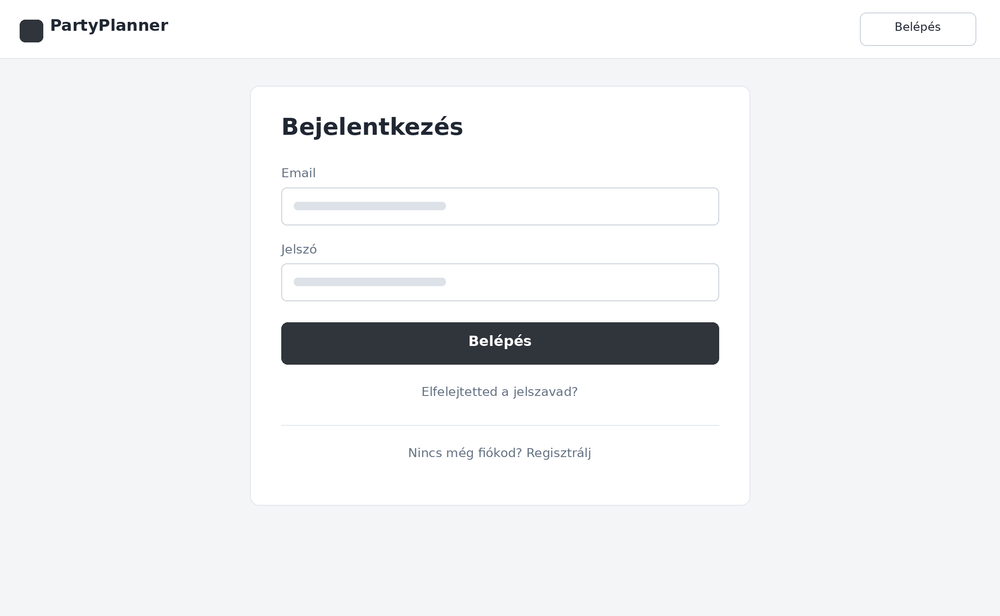 PartyPlanner
Belépés
Bejelentkezés
Email
Jelszó
Belépés
Elfelejtetted a jelszavad?
Nincs még fiókod? Regisztrálj